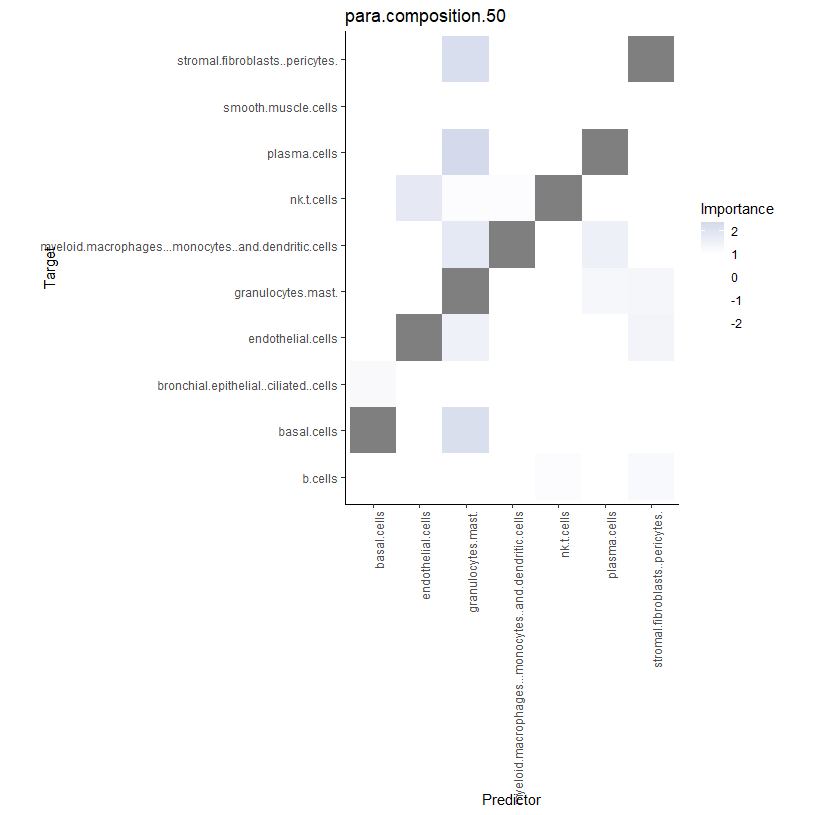 para.composition.50
stromal.fibroblasts..pericytes.
smooth.muscle.cells
plasma.cells
nk.t.cells
myeloid.macrophages...monocytes..and.dendritic.cells
granulocytes.mast.
endothelial.cells
bronchial.epithelial..ciliated..cells
basal.cells
b.cells
Target
basal.cells
endothelial.cells
granulocytes.mast.
myeloid.macrophages...monocytes..and.dendritic.cells
nk.t.cells
plasma.cells
stromal.fibroblasts..pericytes.
Predictor
Importance
2
1
0
-1
-2